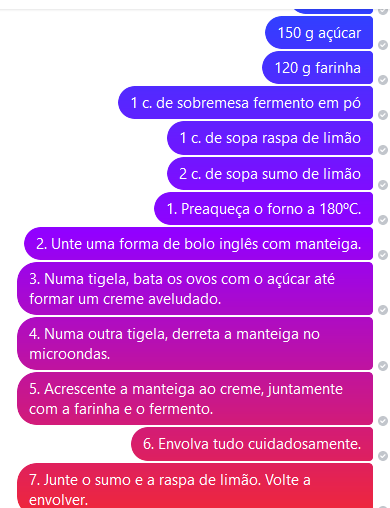 150 g açúcar
120 g farinha
1 c. de sobremesa fermento em pó
1 c. de sopa raspa de limão
2 c. de sopa sumo de limão
1. Preaqueça o forno a 180ºC.
2. Unte uma forma de bolo inglês com manteiga.
3. Numa tigela, bata os ovos com o açúcar até
formar um creme aveludado.
4. Numa outra tigela, derreta a manteiga no
microondas.
5. Acrescente a manteiga ao creme, juntamente
com a farinha e o fermento.
6. Envolva tudo cuidadosamente.
7. Junte o sumo e a raspa de limão. Volte a
envolver.